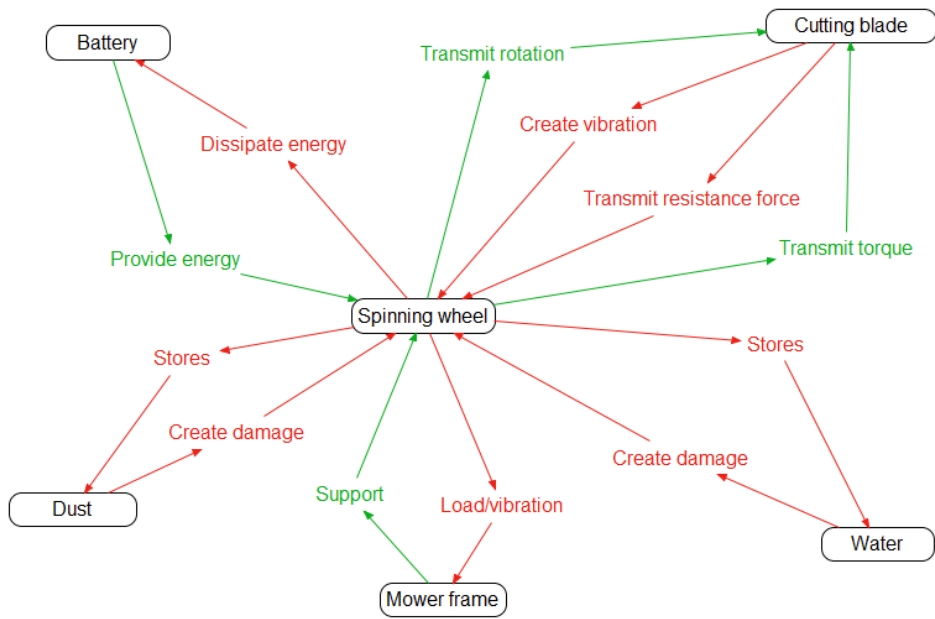 Battery
Cutting blade
Transmit rotation
Create vibration
Dissipate energy
Transmit resistance force
Transmit torque
Provide energy
Spinning wheel
Stores
Stores
Create damage
Create damage
Support
Load/vibration
Dust
Water
Mower frame